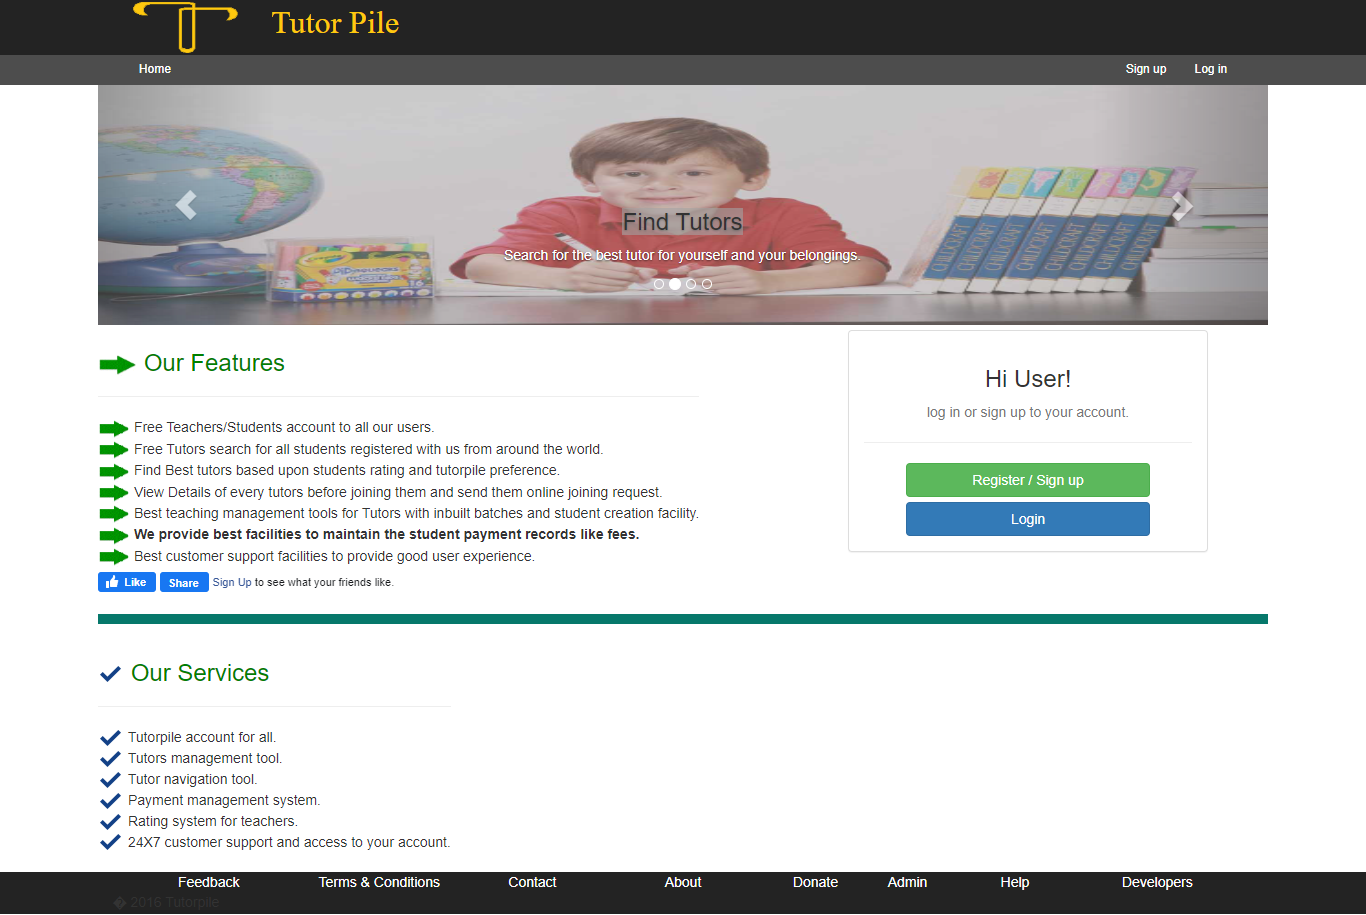 Tutor Pile
Home
Sign up
Log in
Find Tutors
Search for the best tutor for yourself and your belongings.
Our Features
Free Teachers/Students account to all our users.
Free Tutors search for all students registered with us from around the world.
Find Best tutors based upon students rating and tutorpile preference.
View Details of every tutors before joining them and send them online joining request.
Best teaching management tools for Tutors with inbuilt batches and student creation facility.
We provide best facilities to maintain the student payment records like fees.
Best customer support facilities to provide good user experience.
Like Share Sign Up to see what your friends like.
Hi User!
log in or sign up to your account.
Register / Sign up
Login
Our Services
Tutorpile account for all.
Tutors management tool.
Tutor navigation tool.
Payment management system.
Rating system for teachers.
24X7 customer support and access to your account.
Feedback Terms & Conditions Contact About Donate Admin Help Developers
� 2016 Tutorpile